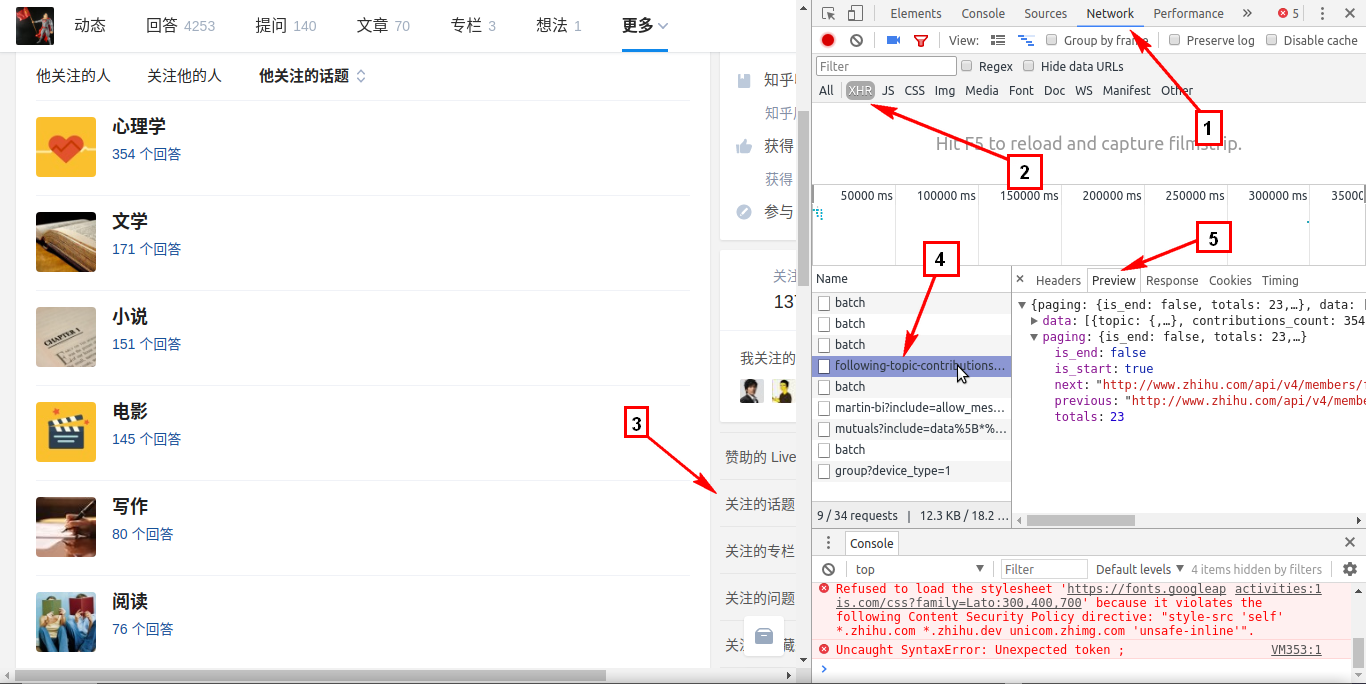 动态 回答 4253 提问 140 文章 70 专栏 3 想法 1 更多
他关注的人 关注他的人 他关注的话题
心理学
354 个回答
文学
171 个回答
小说
151 个回答
CHAPTER 1
电影
145 个回答
写作
80 个回答
阅读
76 个回答
知乎
知乎
获得
获得
参与
关注
137
我关注的
赞助的 Live
关注的话题
关注的专栏
关注的问题
关 藏
3
Elements Console Sources Network Performance » 5
View: Group by frame Preserve log Disable cache
Filter Regex Hide data URLs
All XHR JS CSS Img Media Font Doc WS Manifest Other
1
Hit F5 to reload and capture filmstrip.
2
50000 ms 100000 ms 150000 ms 200000 ms 250000 ms 300000 ms 35000
5
4
Name
batch
batch
batch
following-topic-contributions…
batch
martin-bi?include=allow_mes…
mutuals?include=data%5B*%…
batch
group?device_type=1
9 / 34 requests | 12.3 KB / 18.2 …
× Headers Preview Response Cookies Timing
▼{paging: {is_end: false, totals: 23,…}, data: [
▶data: [{topic: {,…}, contributions_count: 354
▼paging: {is_end: false, totals: 23,…}
is_end: false
is_start: true
next: "http://www.zhihu.com/api/v4/members/
previous: "http://www.zhihu.com/api/v4/membe
totals: 23
Console
top Filter Default levels 4 items hidden by filters
Refused to load the stylesheet 'https://fonts.googleap activities:1
is.com/css?family=Lato:300,400,700' because it violates the
following Content Security Policy directive: "style-src 'self'
*.zhihu.com *.zhihu.dev unicom.zhimg.com 'unsafe-inline'".
Uncaught SyntaxError: Unexpected token ; VM353:1
>